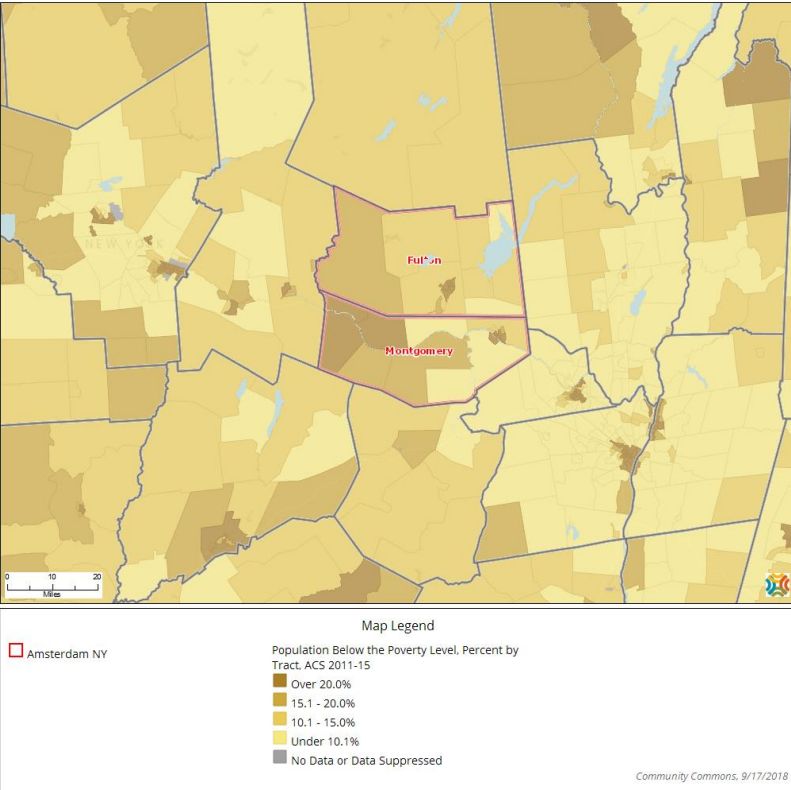 NEW YORK
Fulton
Montgomery
0 10 20
Miles
Map Legend
Amsterdam NY
Population Below the Poverty Level, Percent by
Tract, ACS 2011-15
Over 20.0%
15.1 - 20.0%
10.1 - 15.0%
Under 10.1%
No Data or Data Suppressed
Community Commons, 9/17/2018